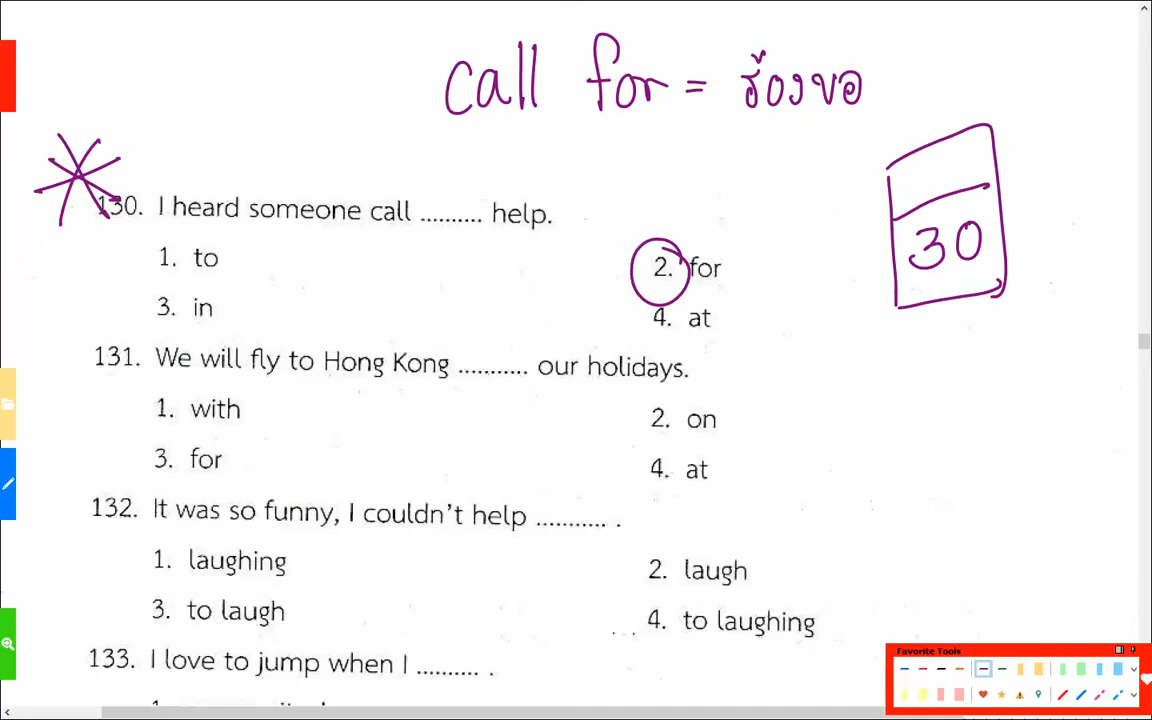 call for = ร้องขอ
130. I heard someone call .......... help.
1. to
2. for
3. in
4. at
30
131. We will fly to Hong Kong ........... our holidays.
1. with
2. on
3. for
4. at
132. It was so funny, I couldn't help ........... .
1. laughing
2. laugh
3. to laugh
4. to laughing
133. I love to jump when I .......... .
Favorite Tools